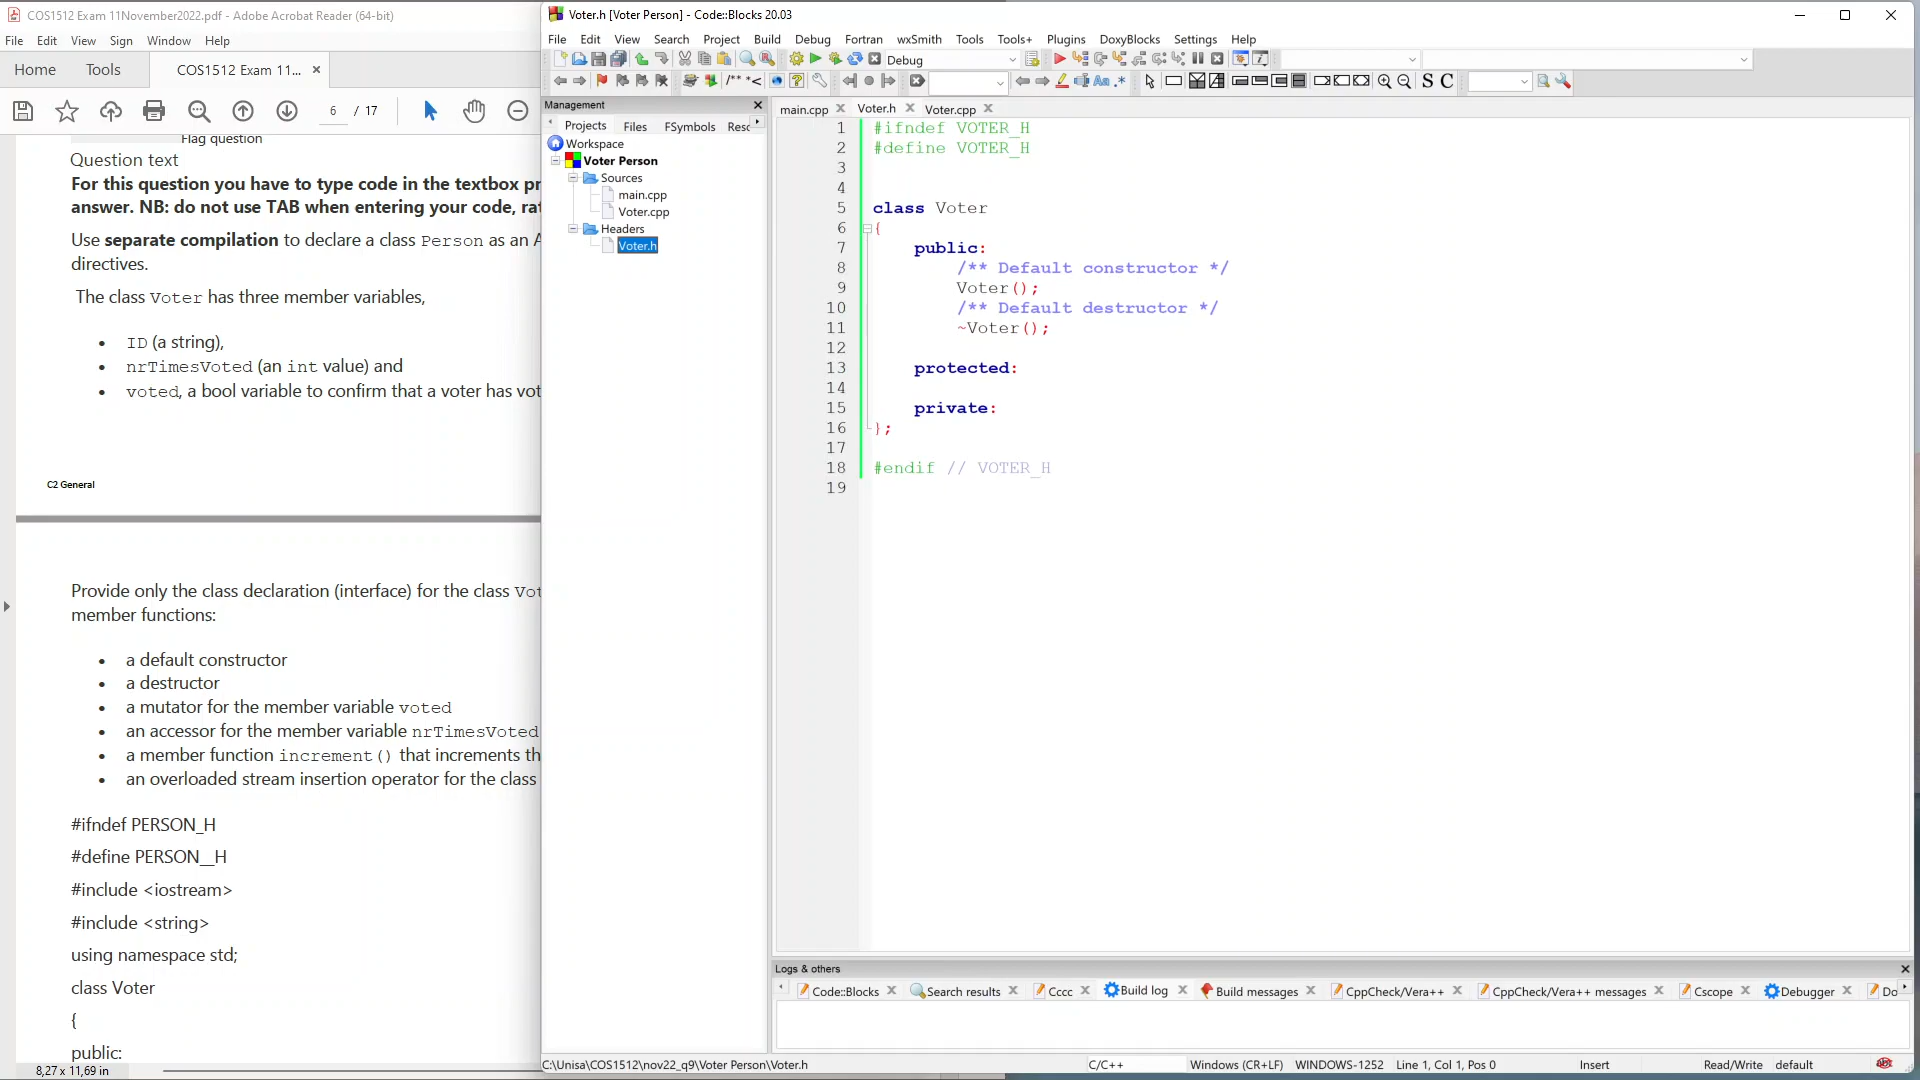 COS1512 Exam 11November2022.pdf - Adobe Acrobat Reader (64-bit)
File Edit View Sign Window Help
Home Tools COS1512 Exam 11... ×
6 / 17
Flag question
Question text
For this question you have to type code in the textbox pr
answer. NB: do not use TAB when entering your code, rat
Use separate compilation to declare a class Person as an A
directives.
The class Voter has three member variables,
• ID (a string),
• nrTimesVoted (an int value) and
• voted, a bool variable to confirm that a voter has vot
C2 General
Provide only the class declaration (interface) for the class Vot
member functions:
• a default constructor
• a destructor
• a mutator for the member variable voted
• an accessor for the member variable nrTimesVoted
• a member function increment() that increments th
• an overloaded stream insertion operator for the class
#ifndef PERSON_H
#define PERSON__H
#include <iostream>
#include <string>
using namespace std;
class Voter
{
public:
8,27 x 11,69 in
Voter.h [Voter Person] - Code::Blocks 20.03
File Edit View Search Project Build Debug Fortran wxSmith Tools Tools+ Plugins DoxyBlocks Settings Help
Debug
/** *< Aa .* S C
Management
Projects Files FSymbols Resc
Workspace
Voter Person
Sources
main.cpp
Voter.cpp
Headers
Voter.h
main.cpp Voter.h Voter.cpp
1 #ifndef VOTER_H
2 #define VOTER_H
3
4
5 class Voter
6 {
7 public:
8 /** Default constructor */
9 Voter();
10 /** Default destructor */
11 ~Voter();
12
13 protected:
14
15 private:
16 };
17
18 #endif // VOTER_H
19
Logs & others
Code::Blocks Search results Cccc Build log Build messages CppCheck/Vera++ CppCheck/Vera++ messages Cscope Debugger Do
C:\Unisa\COS1512\nov22_q9\Voter Person\Voter.h C/C++ Windows (CR+LF) WINDOWS-1252 Line 1, Col 1, Pos 0 Insert Read/Write default